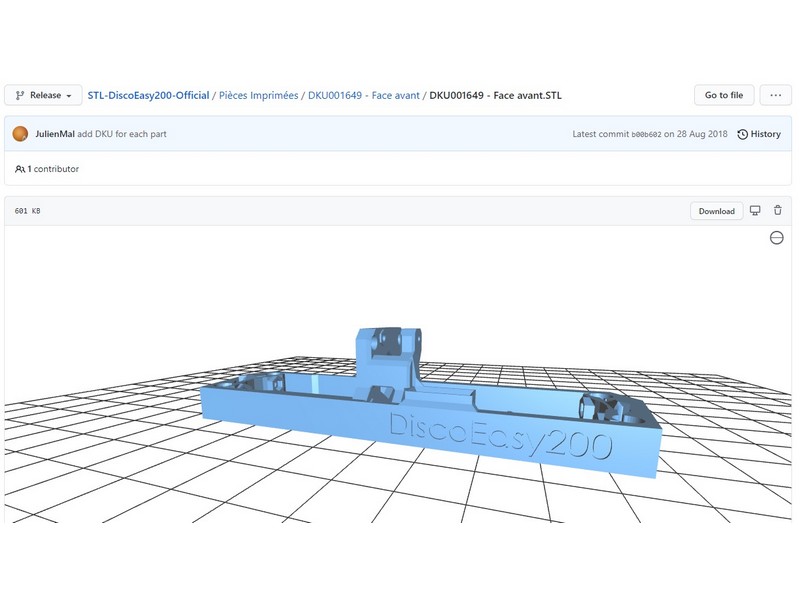 Release STL-DiscoEasy200-Official / Pièces Imprimées / DKU001649 - Face avant / DKU001649 - Face avant.STL Go to file ...
JulienMal add DKU for each part Latest commit b00b602 on 28 Aug 2018 History
1 contributor
601 KB Download
DiscoEasy200